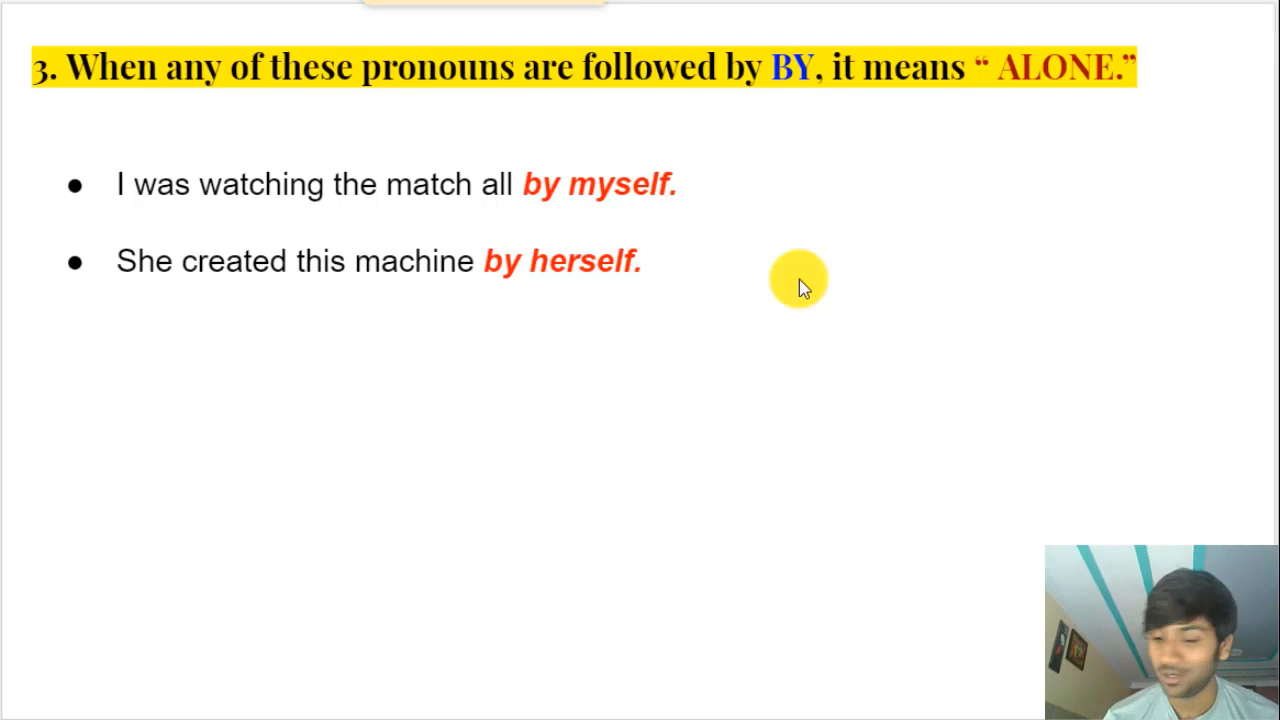 3. When any of these pronouns are followed by BY, it means “ ALONE.”
● I was watching the match all by myself.
● She created this machine by herself.